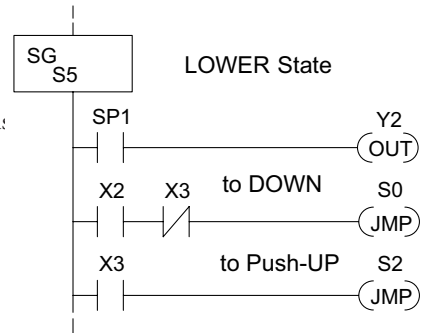 SG
S5
LOWER State
SP1
Y2
OUT
X2
X3
to DOWN
S0
JMP
X3
to Push-UP
S2
JMP